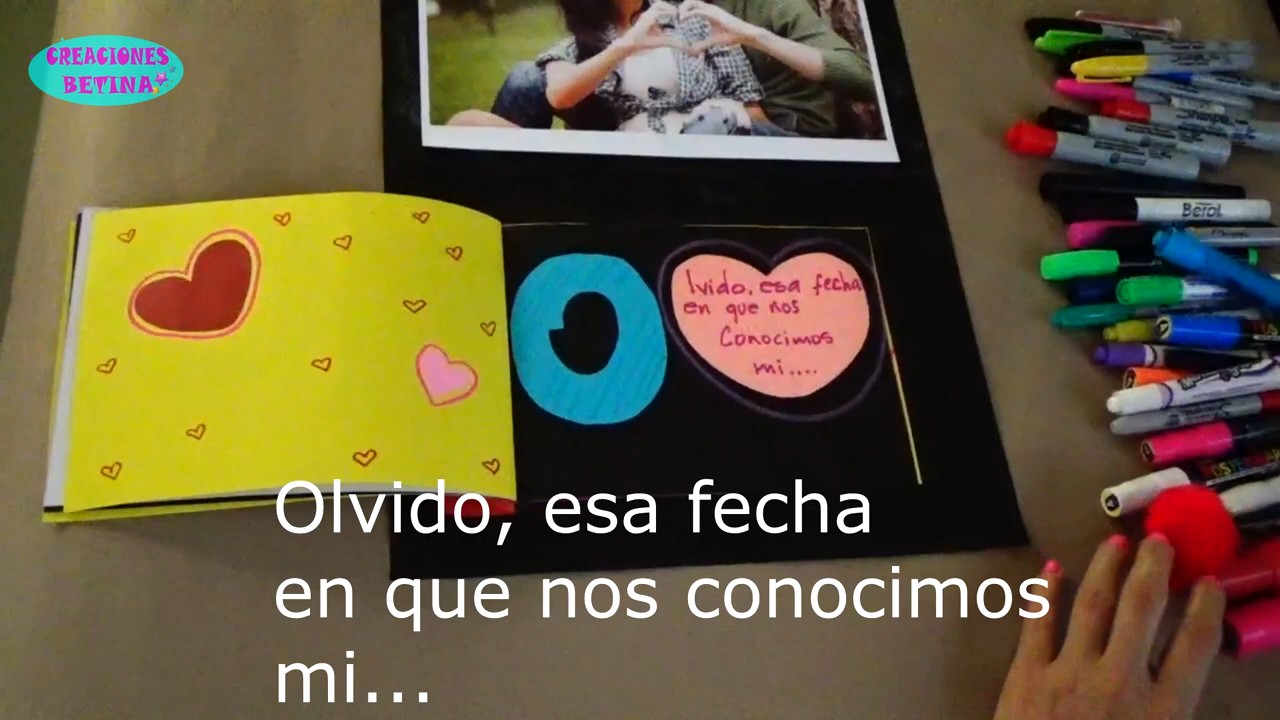 CREACIONES
BETINA
Berol
O
lvido, esa fecha
en que nos
Conocimos
mi....
Olvido, esa fecha
en que nos conocimos
mi...